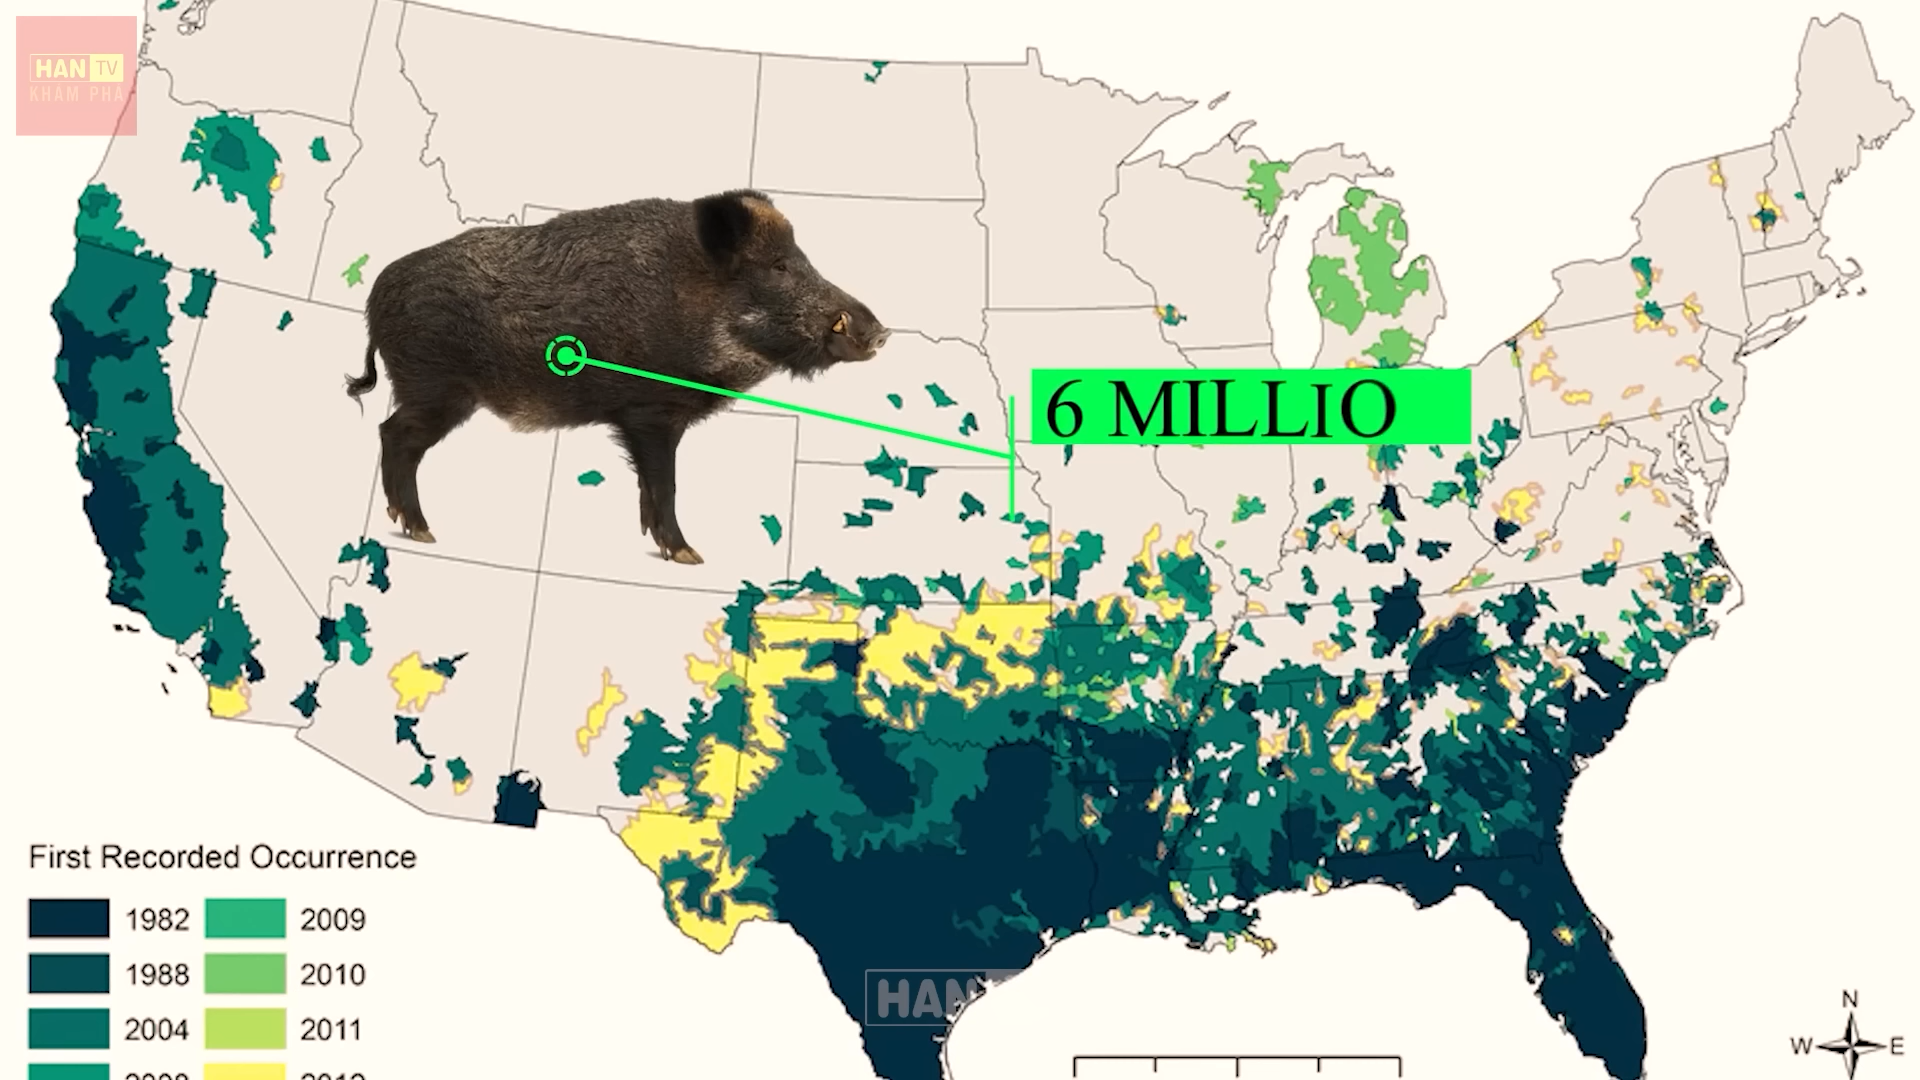 HAN TV
KHÁM PHÁ
6 MILLIO
First Recorded Occurrence
1982 2009
1988 2010
2004 2011
HAN
N
W E